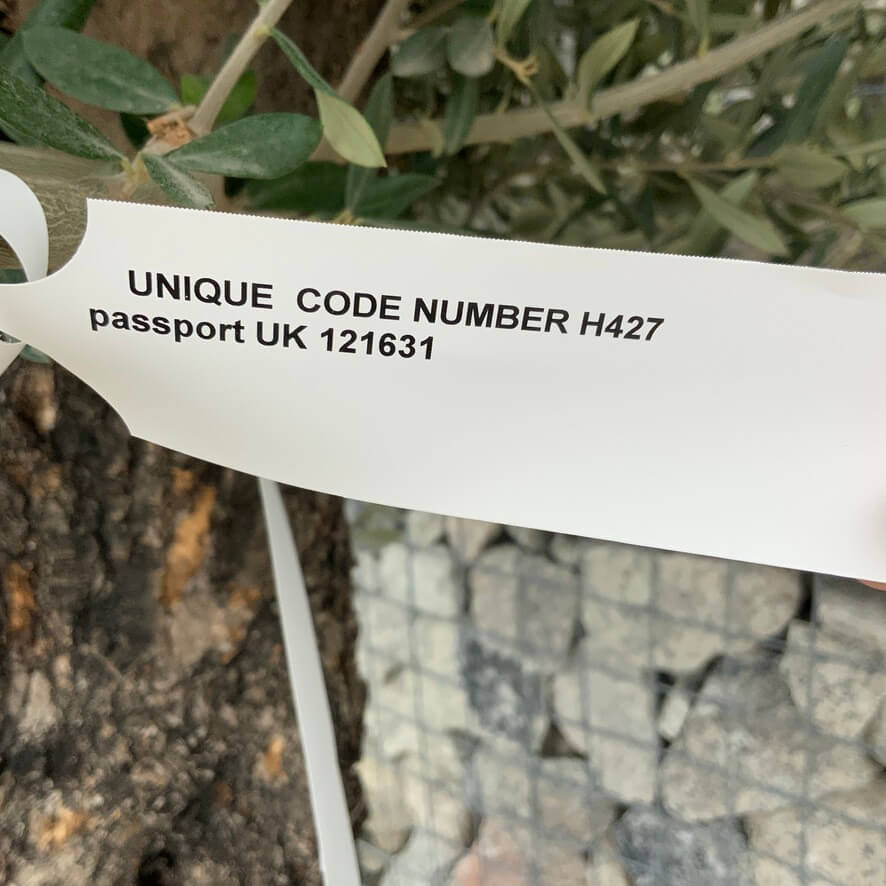 UNIQUE CODE NUMBER H427
passport UK 121631